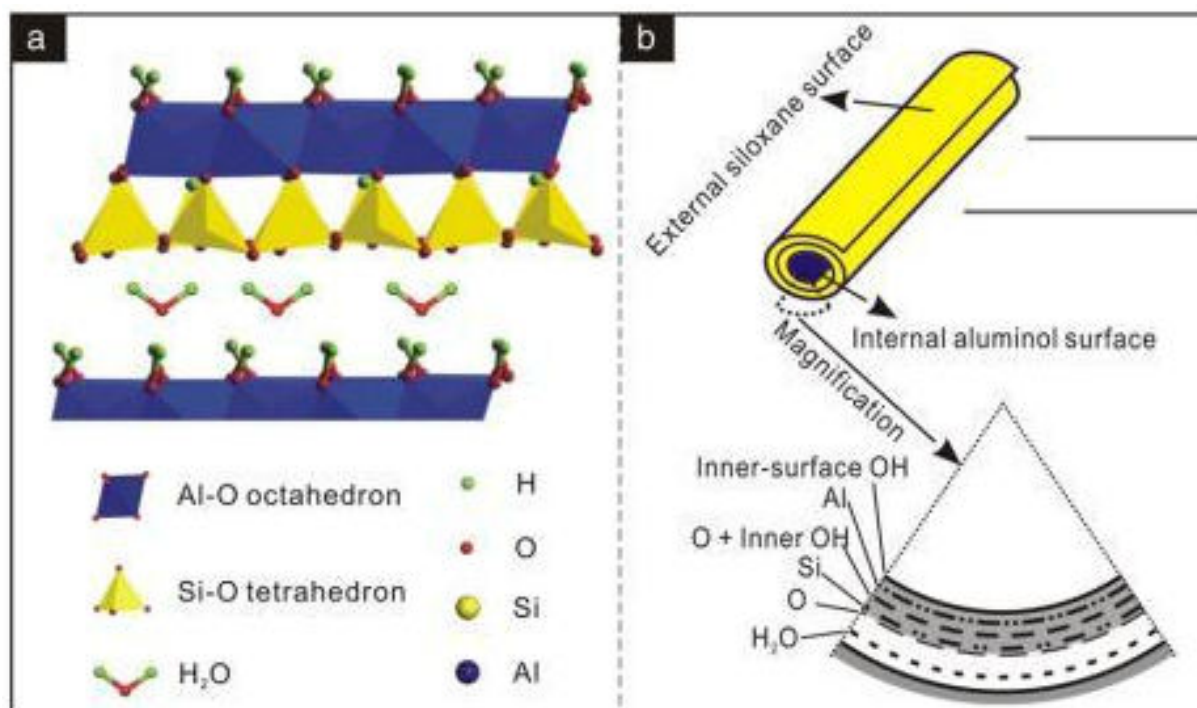 a
Al-O octahedron
Si-O tetrahedron
H₂O
H
O
Si
Al
b
External siloxane surface
Internal aluminol surface
Magnification
Inner-surface OH
Al
O + Inner OH
Si
O
H₂O